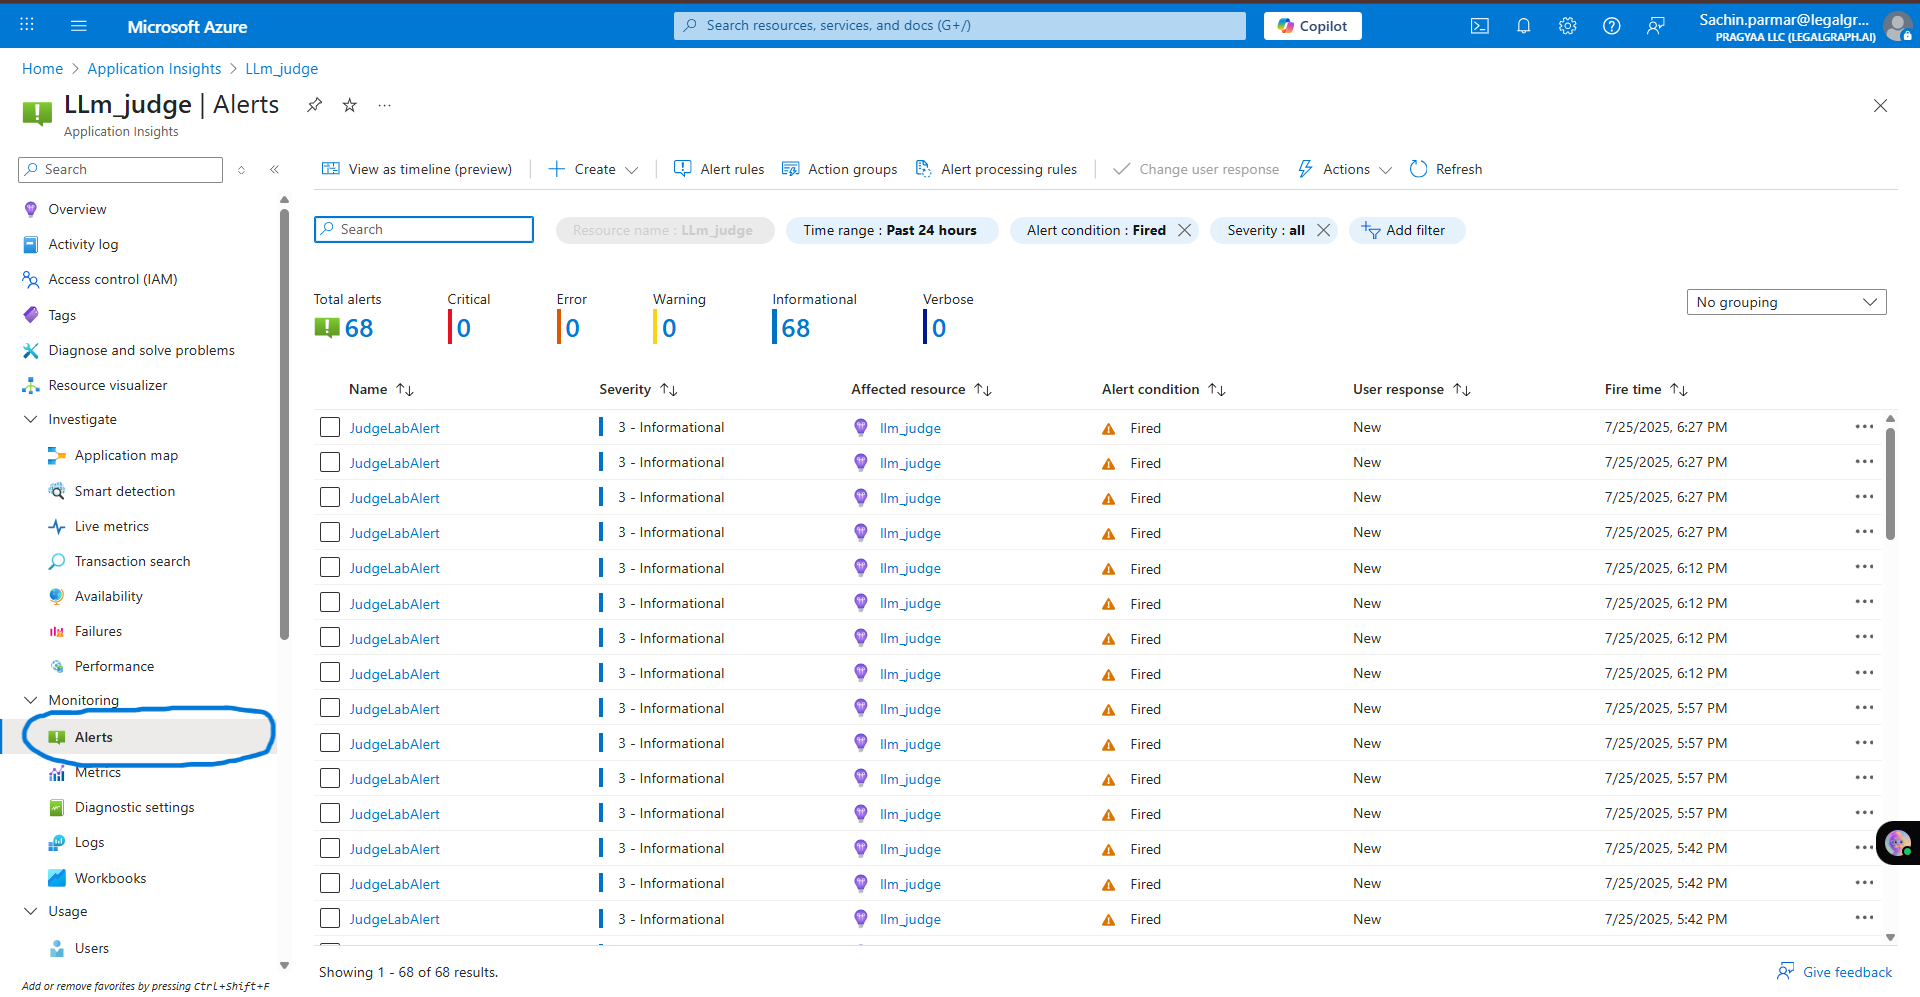 Microsoft Azure
Search resources, services, and docs (G+/)
Copilot
Sachin.parmar@legalgr...
PRAGYAA LLC (LEGALGRAPH.AI)
Home > Application Insights > LLm_judge
LLm_judge | Alerts
Application Insights
Search
View as timeline (preview)
Create
Alert rules
Action groups
Alert processing rules
Change user response
Actions
Refresh
Overview
Activity log
Access control (IAM)
Tags
Diagnose and solve problems
Resource visualizer
Investigate
Application map
Smart detection
Live metrics
Transaction search
Availability
Failures
Performance
Monitoring
Alerts
Metrics
Diagnostic settings
Logs
Workbooks
Usage
Users
Add or remove favorites by pressing Ctrl+Shift+F
Search
Resource name : LLm_judge
Time range : Past 24 hours
Alert condition : Fired
Severity : all
Add filter
Total alerts
68
Critical
0
Error
0
Warning
0
Informational
68
Verbose
0
No grouping
Name Severity Affected resource Alert condition User response Fire time
JudgeLabAlert 3 - Informational llm_judge Fired New 7/25/2025, 6:27 PM
JudgeLabAlert 3 - Informational llm_judge Fired New 7/25/2025, 6:27 PM
JudgeLabAlert 3 - Informational llm_judge Fired New 7/25/2025, 6:27 PM
JudgeLabAlert 3 - Informational llm_judge Fired New 7/25/2025, 6:27 PM
JudgeLabAlert 3 - Informational llm_judge Fired New 7/25/2025, 6:12 PM
JudgeLabAlert 3 - Informational llm_judge Fired New 7/25/2025, 6:12 PM
JudgeLabAlert 3 - Informational llm_judge Fired New 7/25/2025, 6:12 PM
JudgeLabAlert 3 - Informational llm_judge Fired New 7/25/2025, 6:12 PM
JudgeLabAlert 3 - Informational llm_judge Fired New 7/25/2025, 5:57 PM
JudgeLabAlert 3 - Informational llm_judge Fired New 7/25/2025, 5:57 PM
JudgeLabAlert 3 - Informational llm_judge Fired New 7/25/2025, 5:57 PM
JudgeLabAlert 3 - Informational llm_judge Fired New 7/25/2025, 5:57 PM
JudgeLabAlert 3 - Informational llm_judge Fired New 7/25/2025, 5:42 PM
JudgeLabAlert 3 - Informational llm_judge Fired New 7/25/2025, 5:42 PM
JudgeLabAlert 3 - Informational llm_judge Fired New 7/25/2025, 5:42 PM
Showing 1 - 68 of 68 results.
Give feedback